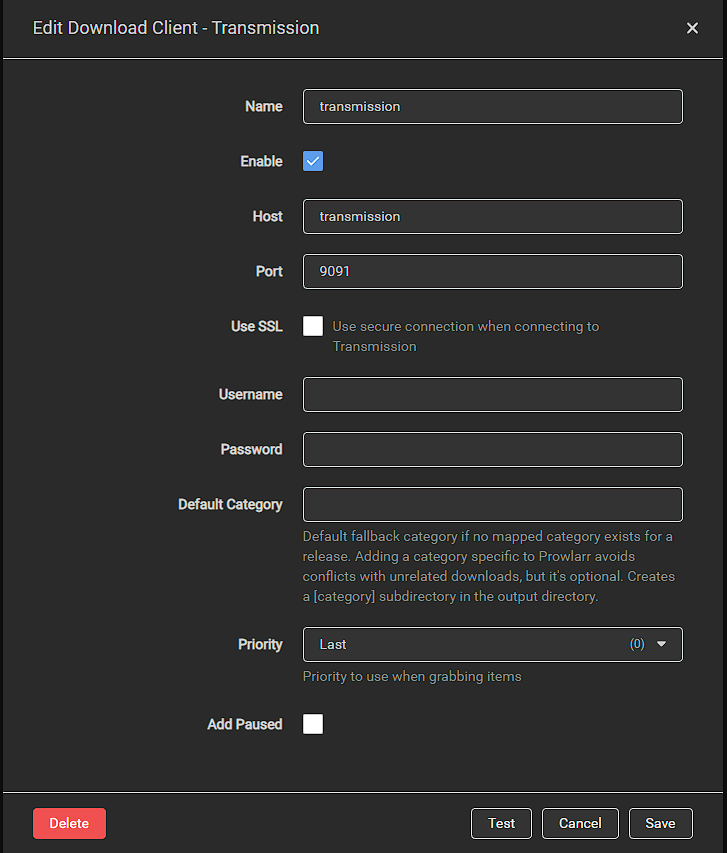 Edit Download Client - Transmission
Name
transmission
Enable
Host
transmission
Port
9091
Use SSL
Use secure connection when connecting to
Transmission
Username
Password
Default Category
Default fallback category if no mapped category exists for a
release. Adding a category specific to Prowlarr avoids
conflicts with unrelated downloads, but it's optional. Creates
a [category] subdirectory in the output directory.
Priority
Last (0)
Priority to use when grabbing items
Add Paused
Delete
Test
Cancel
Save